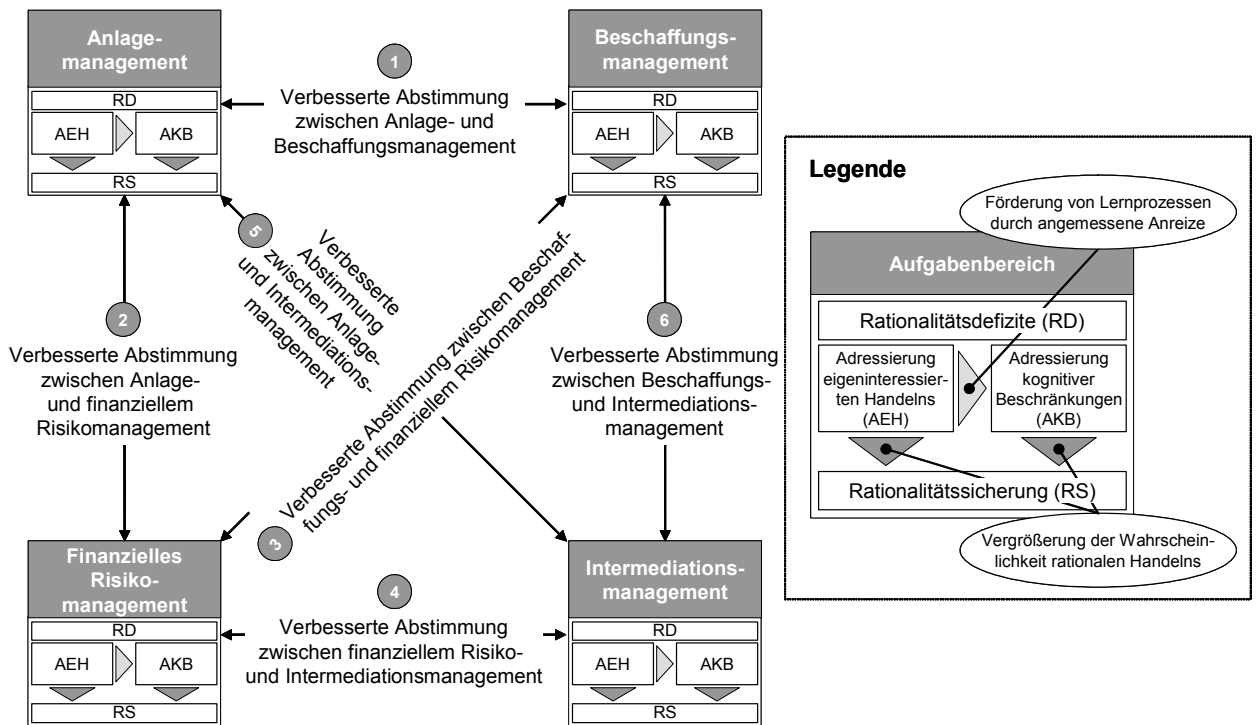 Anlage-
management
RD
AEH
AKB
RS
1
Verbesserte Abstimmung
zwischen Anlage- und
Beschaffungsmanagement
Beschaffungs-
management
RD
AEH
AKB
RS
2
Verbesserte Abstimmung
zwischen Anlage-
und finanziellem
Risikomanagement
5
Verbesserte
Abstimmung
zwischen Anlage-
und Intermediations-
management
3
Verbesserte Abstimmung zwischen Beschaf-
fungs- und finanziellem Risikomanagement
6
Verbesserte Abstimmung
zwischen Beschaffungs-
und Intermediations-
management
Finanzielles
Risiko-
management
RD
AEH
AKB
RS
4
Verbesserte Abstimmung
zwischen finanziellem Risiko-
und Intermediationsmanagement
Intermediations-
management
RD
AEH
AKB
RS
Legende
Förderung von Lernprozessen
durch angemessene Anreize
Aufgabenbereich
Rationalitätsdefizite (RD)
Adressierung
eigeninteressier-
ten Handelns
(AEH)
Adressierung
kognitiver
Beschränkungen
(AKB)
Rationalitätssicherung (RS)
Vergrößerung der Wahrschein-
lichkeit rationalen Handelns